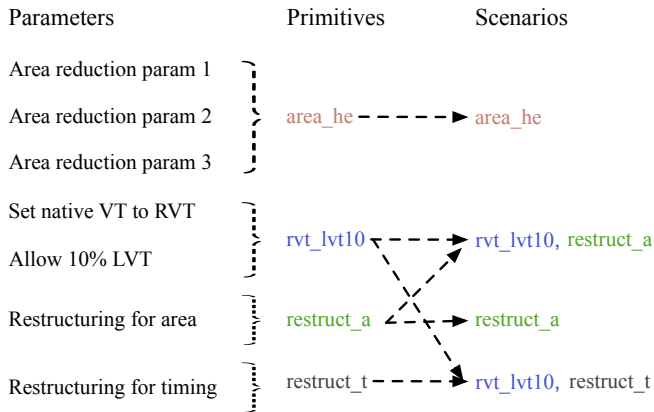 Parameters Primitives Scenarios
Area reduction param 1
Area reduction param 2 area_he area_he
Area reduction param 3
Set native VT to RVT
rvt_lvt10 rvt_lvt10, restruct_a
Allow 10% LVT
Restructuring for area restruct_a restruct_a
Restructuring for timing restruct_t rvt_lvt10, restruct_t